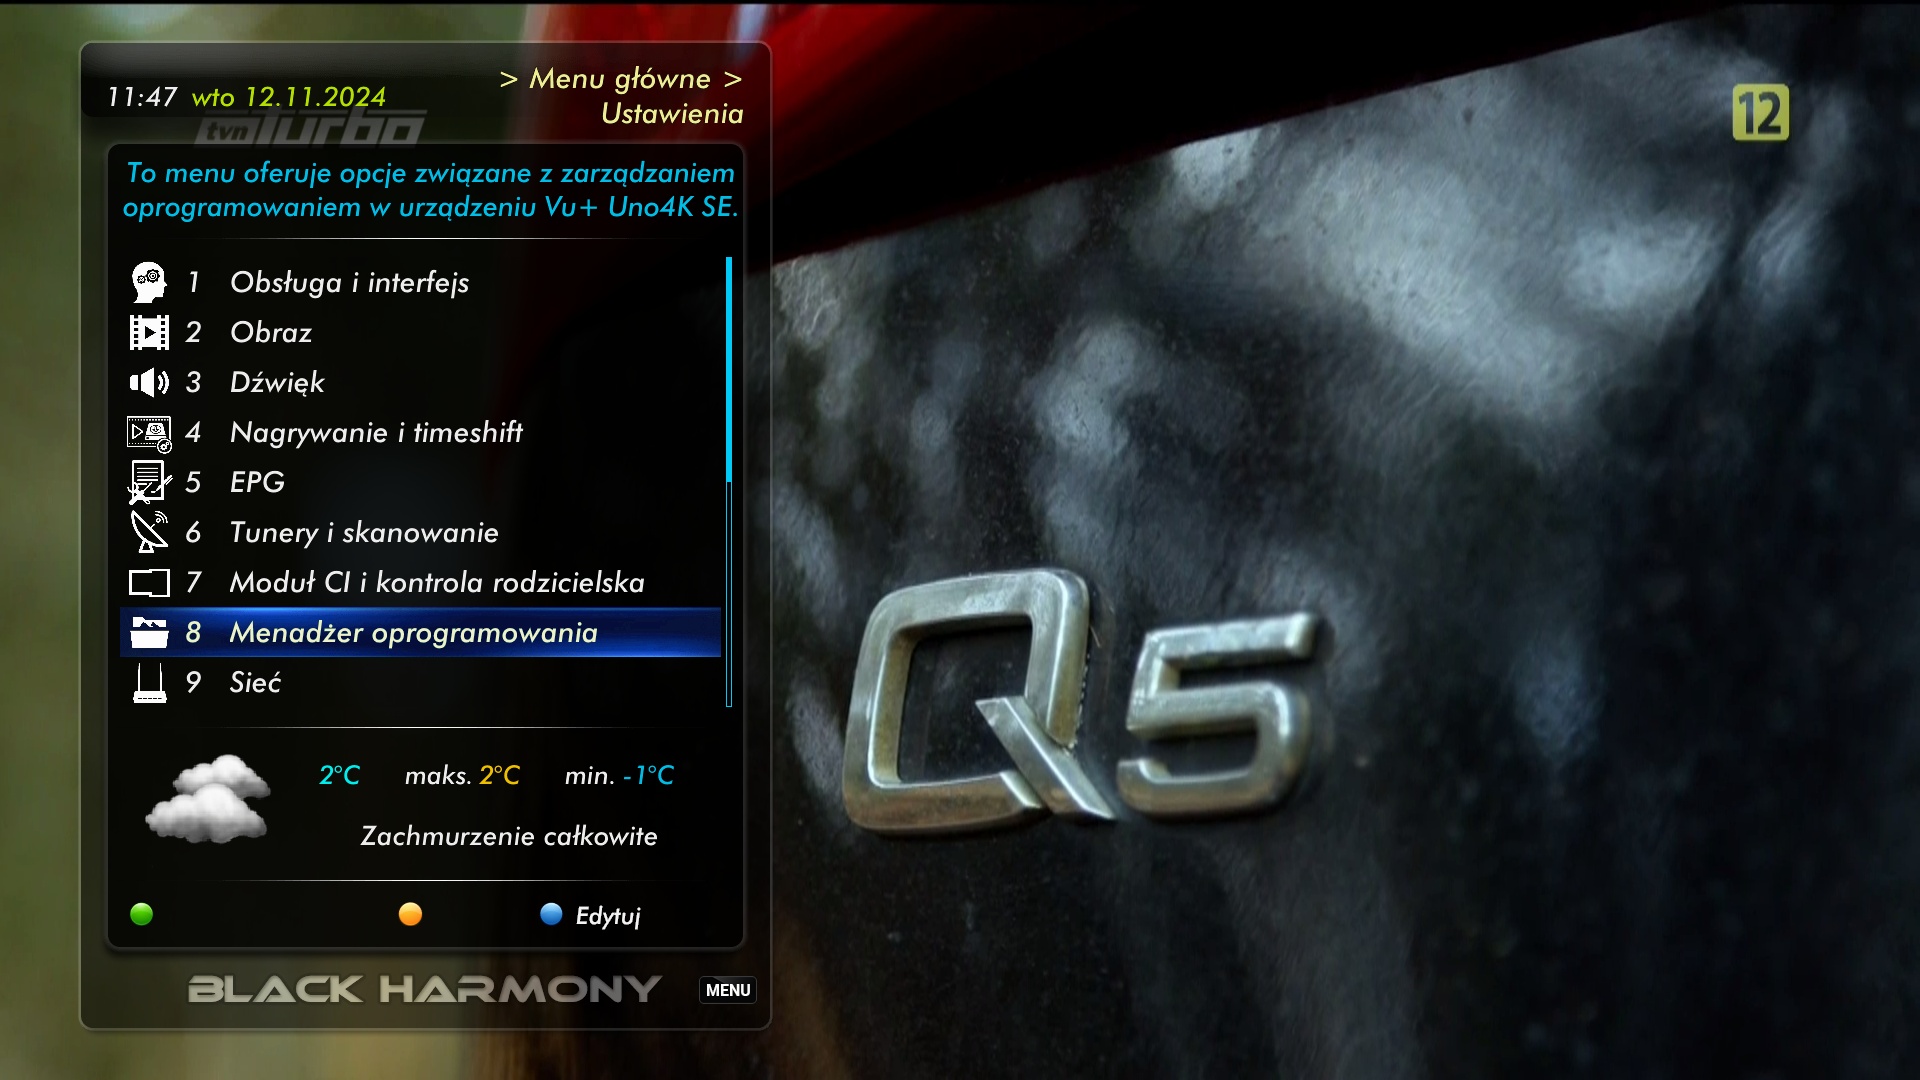 11:47 wto 12.11.2024
> Menu główne >
Ustawienia
tvn turbo
12
To menu oferuje opcje związane z zarządzaniem
oprogramowaniem w urządzeniu Vu+ Uno4K SE.
1 Obsługa i interfejs
2 Obraz
3 Dźwięk
4 Nagrywanie i timeshift
5 EPG
6 Tunery i skanowanie
7 Moduł CI i kontrola rodzicielska
8 Menadżer oprogramowania
9 Sieć
2°C maks. 2°C min. -1°C
Zachmurzenie całkowite
Edytuj
BLACK HARMONY MENU
Q5